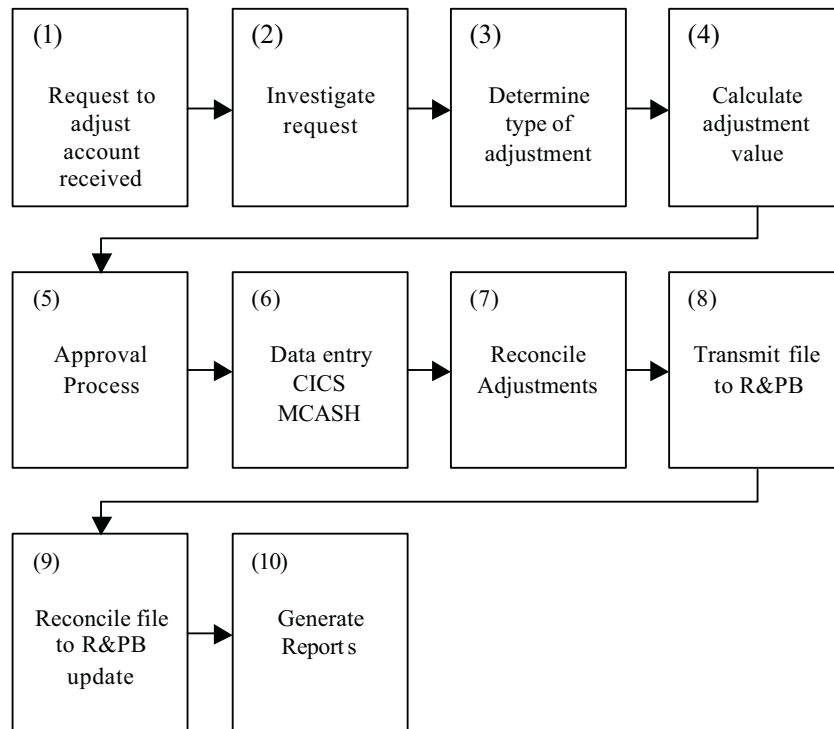 (1)
Request to
adjust
account
received
(2)
Investigate
request
(3)
Determine
type of
adjustment
(4)
Calculate
adjustment
value
(5)
Approval
Process
(6)
Data entry
CICS
MCASH
(7)
Reconcile
Adjustments
(8)
Transmit file
to R&PB
(9)
Reconcile file
to R&PB
update
(10)
Generate
Reports